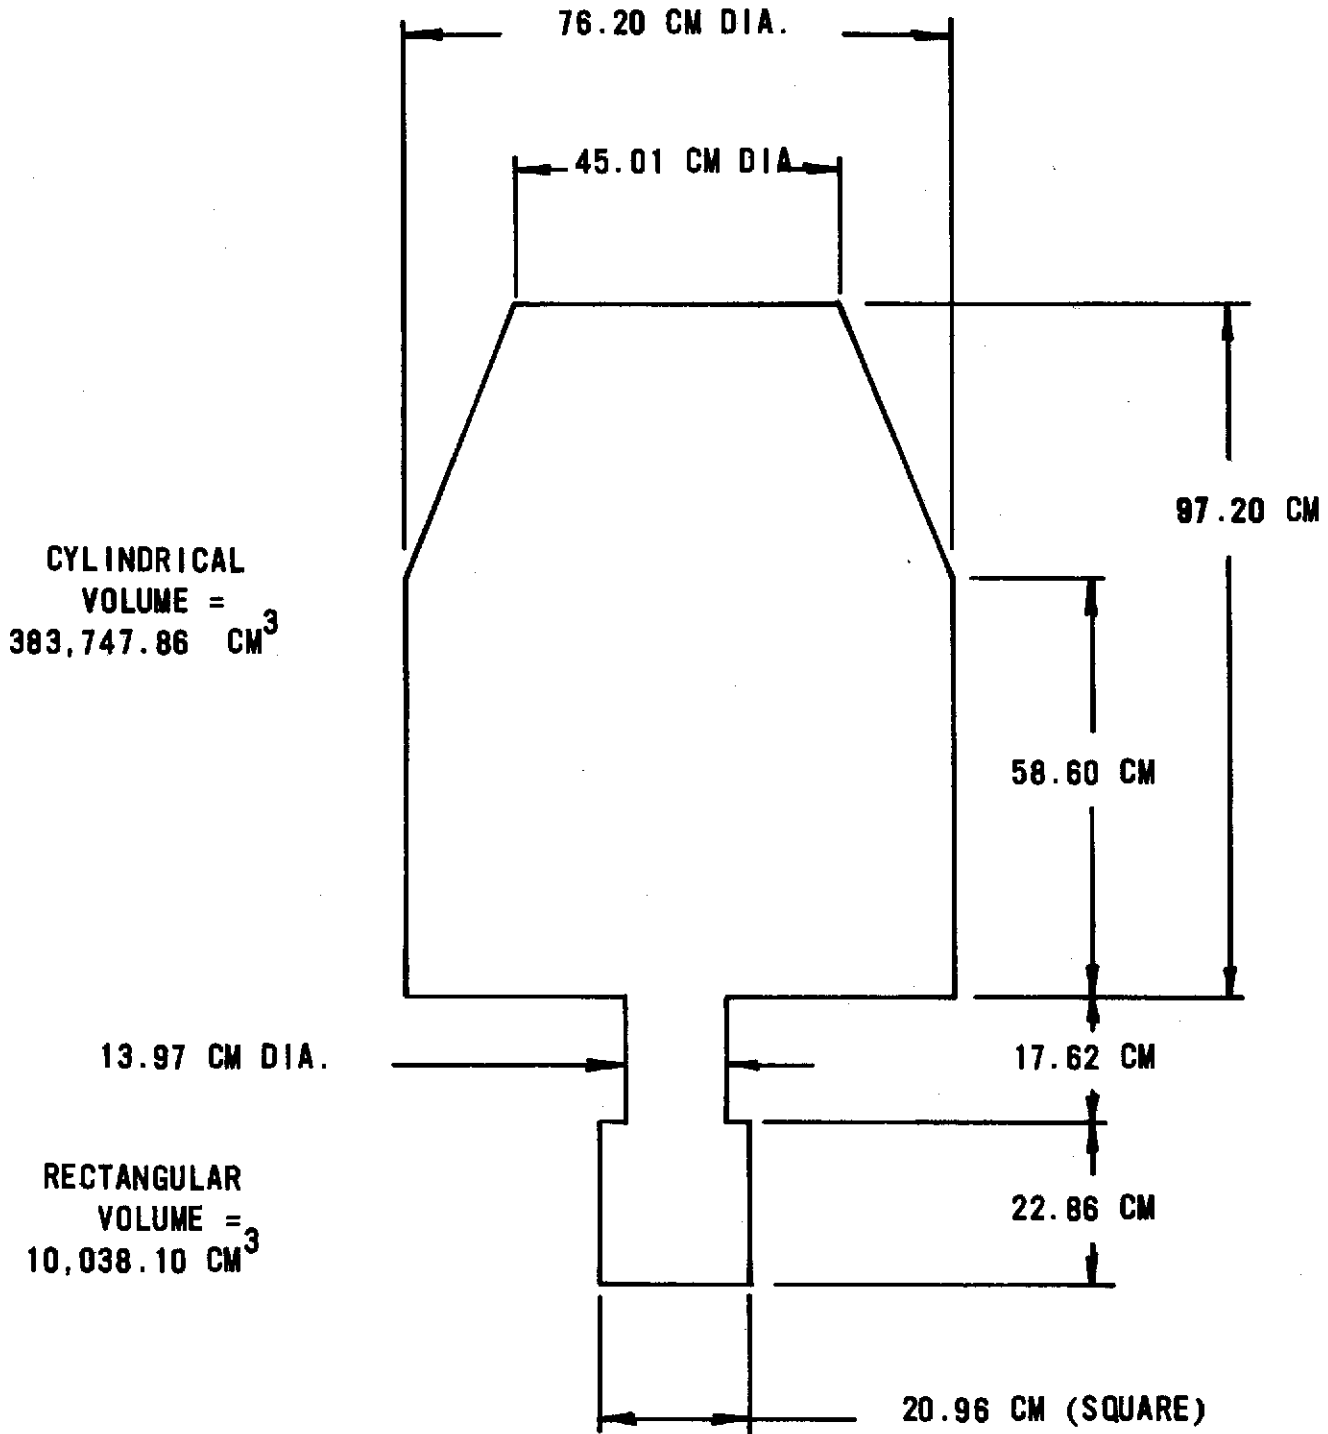 76.20 CM DIA.
45.01 CM DIA
97.20 CM
CYLINDRICAL
VOLUME =
383,747.86 CM³
58.60 CM
13.97 CM DIA.
17.62 CM
RECTANGULAR
VOLUME =
10,038.10 CM³
22.86 CM
20.96 CM (SQUARE)